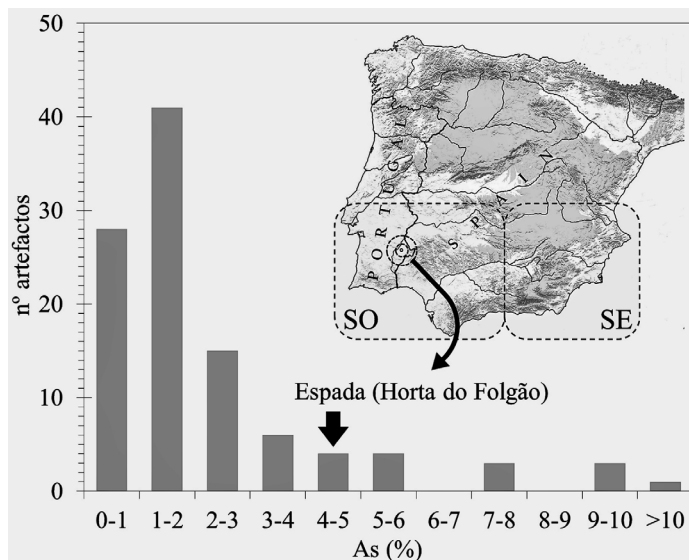 50
40
30
20
10
0
nº artefactos
PORTUGAL
SPAIN
SO
SE
Espada (Horta do Folgão)
0-1 1-2 2-3 3-4 4-5 5-6 6-7 7-8 8-9 9-10 >10
As (%)